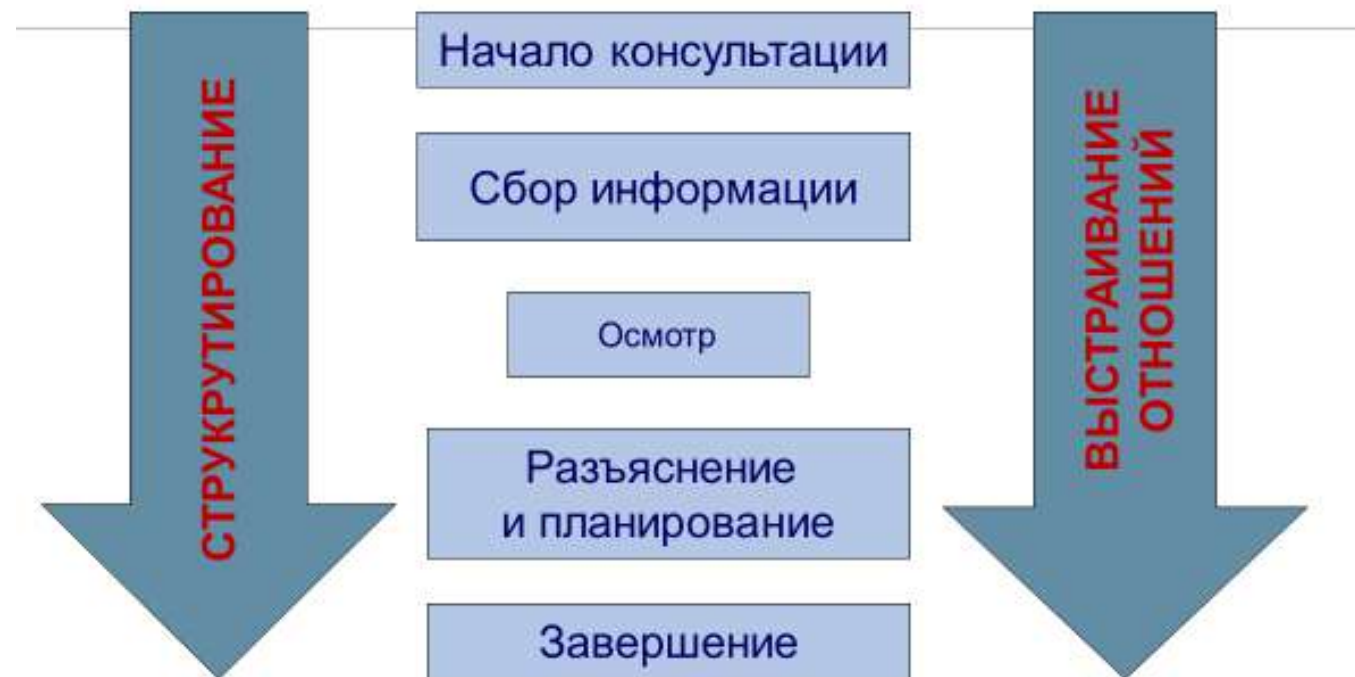 СТРУКРУТИРОВАНИЕ
Начало консультации
Сбор информации
Осмотр
Разъяснение
и планирование
Завершение
ВЫСТРАИВАНИЕ
ОТНОШЕНИЙ